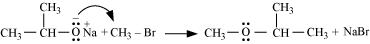 CH₃       CH₃
CH₃ – CH – O⁻ Na⁺ + CH₃ – Br ⟶ CH₃ – O – CH – CH₃ + NaBr